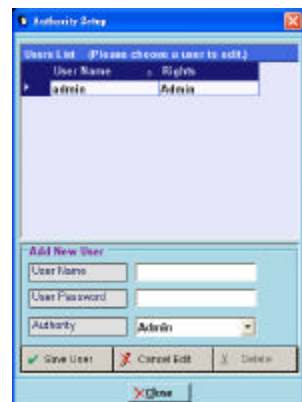 Authority Setup
Users List (Please choose a user to edit.)
User Name Rights
admin Admin
Add New User
User Name
User Password
Authority Admin
Save User Cancel Edit Delete
Close